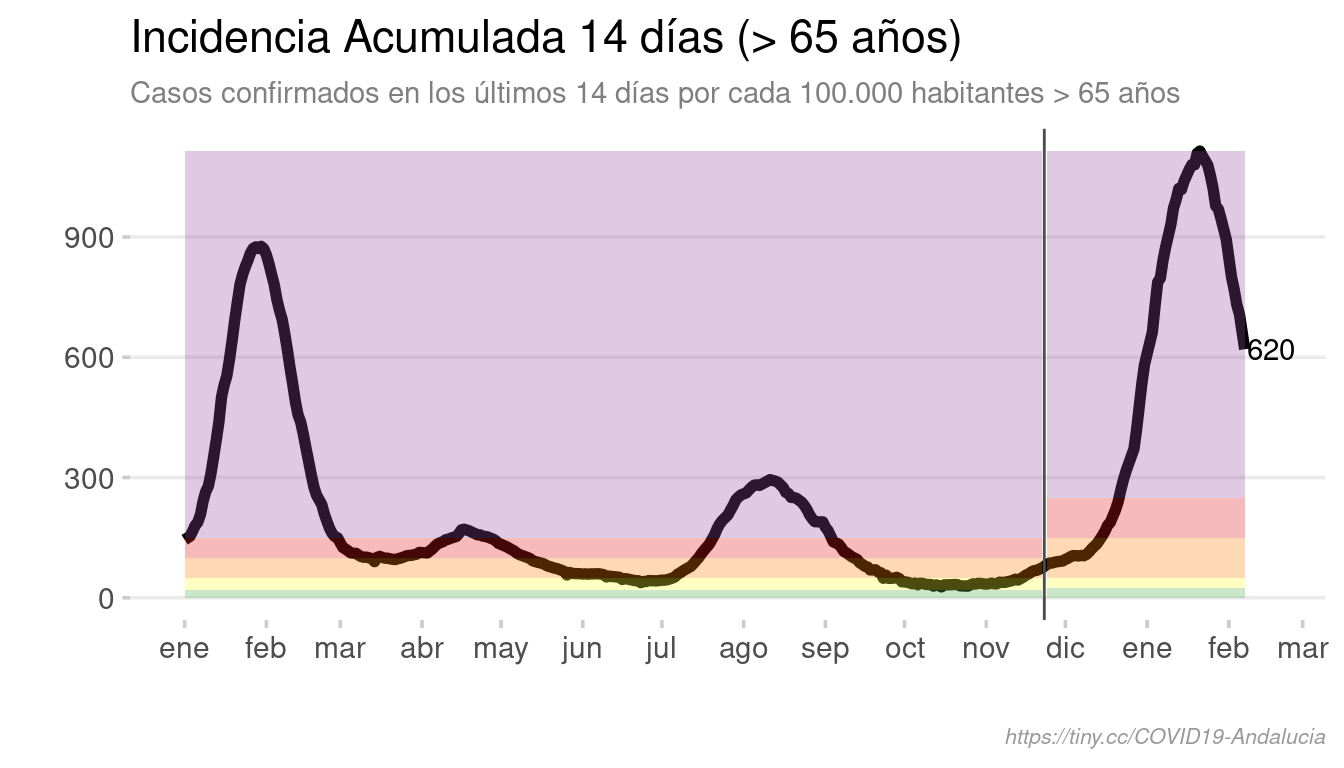 Incidencia Acumulada 14 días (> 65 años)
Casos confirmados en los últimos 14 días por cada 100.000 habitantes > 65 años
900
600
300
0
620
ene feb mar abr may jun jul ago sep oct nov dic ene feb mar
https://tiny.cc/COVID19-Andalucia